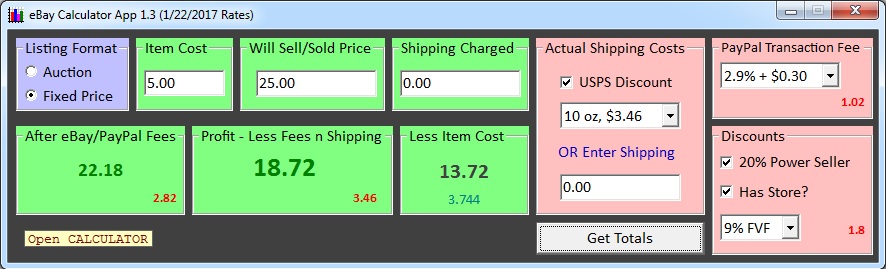 eBay Calculator App 1.3 (1/22/2017 Rates)
Listing Format
Auction
Fixed Price
Item Cost
5.00
Will Sell/Sold Price
25.00
Shipping Charged
0.00
Actual Shipping Costs
USPS Discount
10 oz, $3.46
OR Enter Shipping
0.00
PayPal Transaction Fee
2.9% + $0.30
1.02
After eBay/PayPal Fees
22.18
2.82
Profit - Less Fees n Shipping
18.72
3.46
Less Item Cost
13.72
3.744
Discounts
20% Power Seller
Has Store?
9% FVF
1.8
Open CALCULATOR
Get Totals